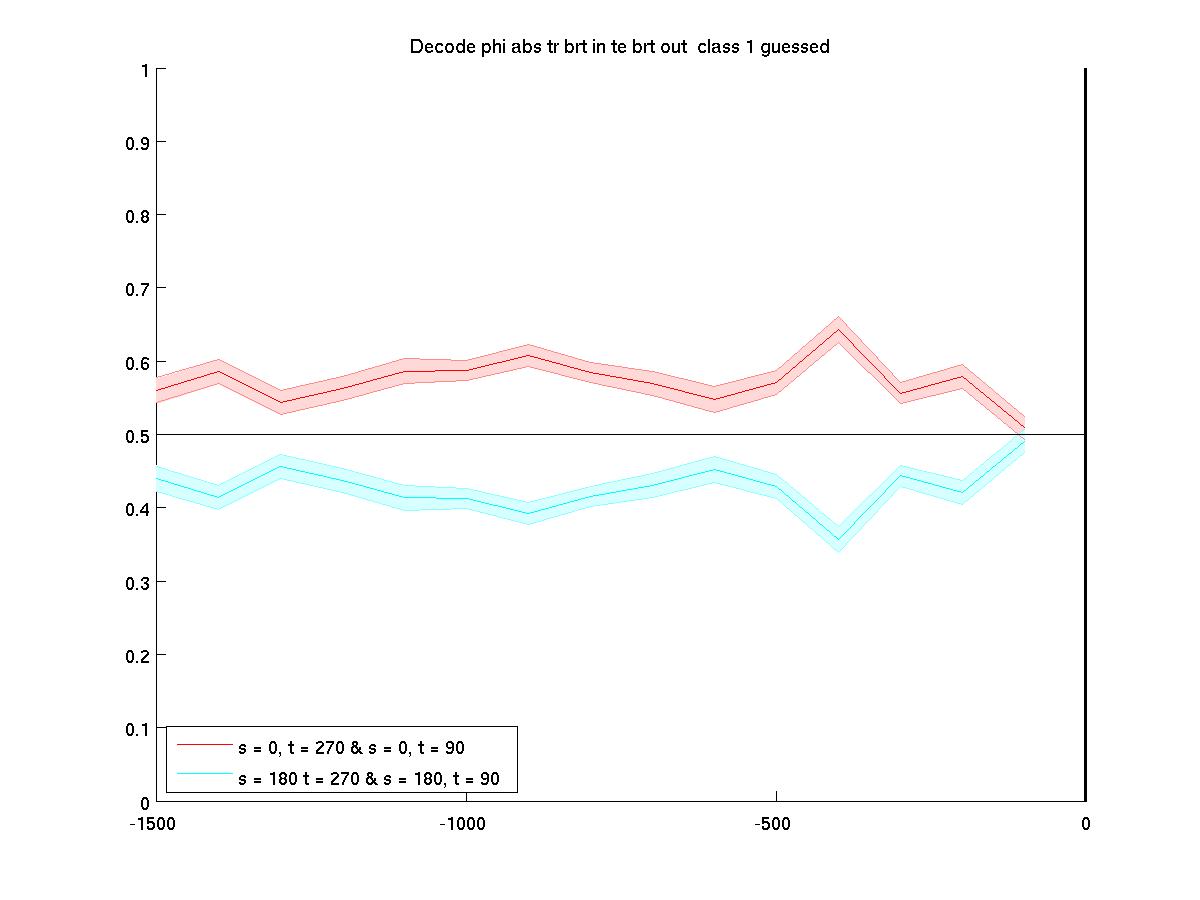 Decode phi abs tr brt in te brt out  class 1 guessed
1
0.9
0.8
0.7
0.6
0.5
0.4
0.3
0.2
0.1
0
s = 0, t = 270 & s = 0, t = 90
s = 180 t = 270 & s = 180, t = 90
-1500 -1000 -500 0